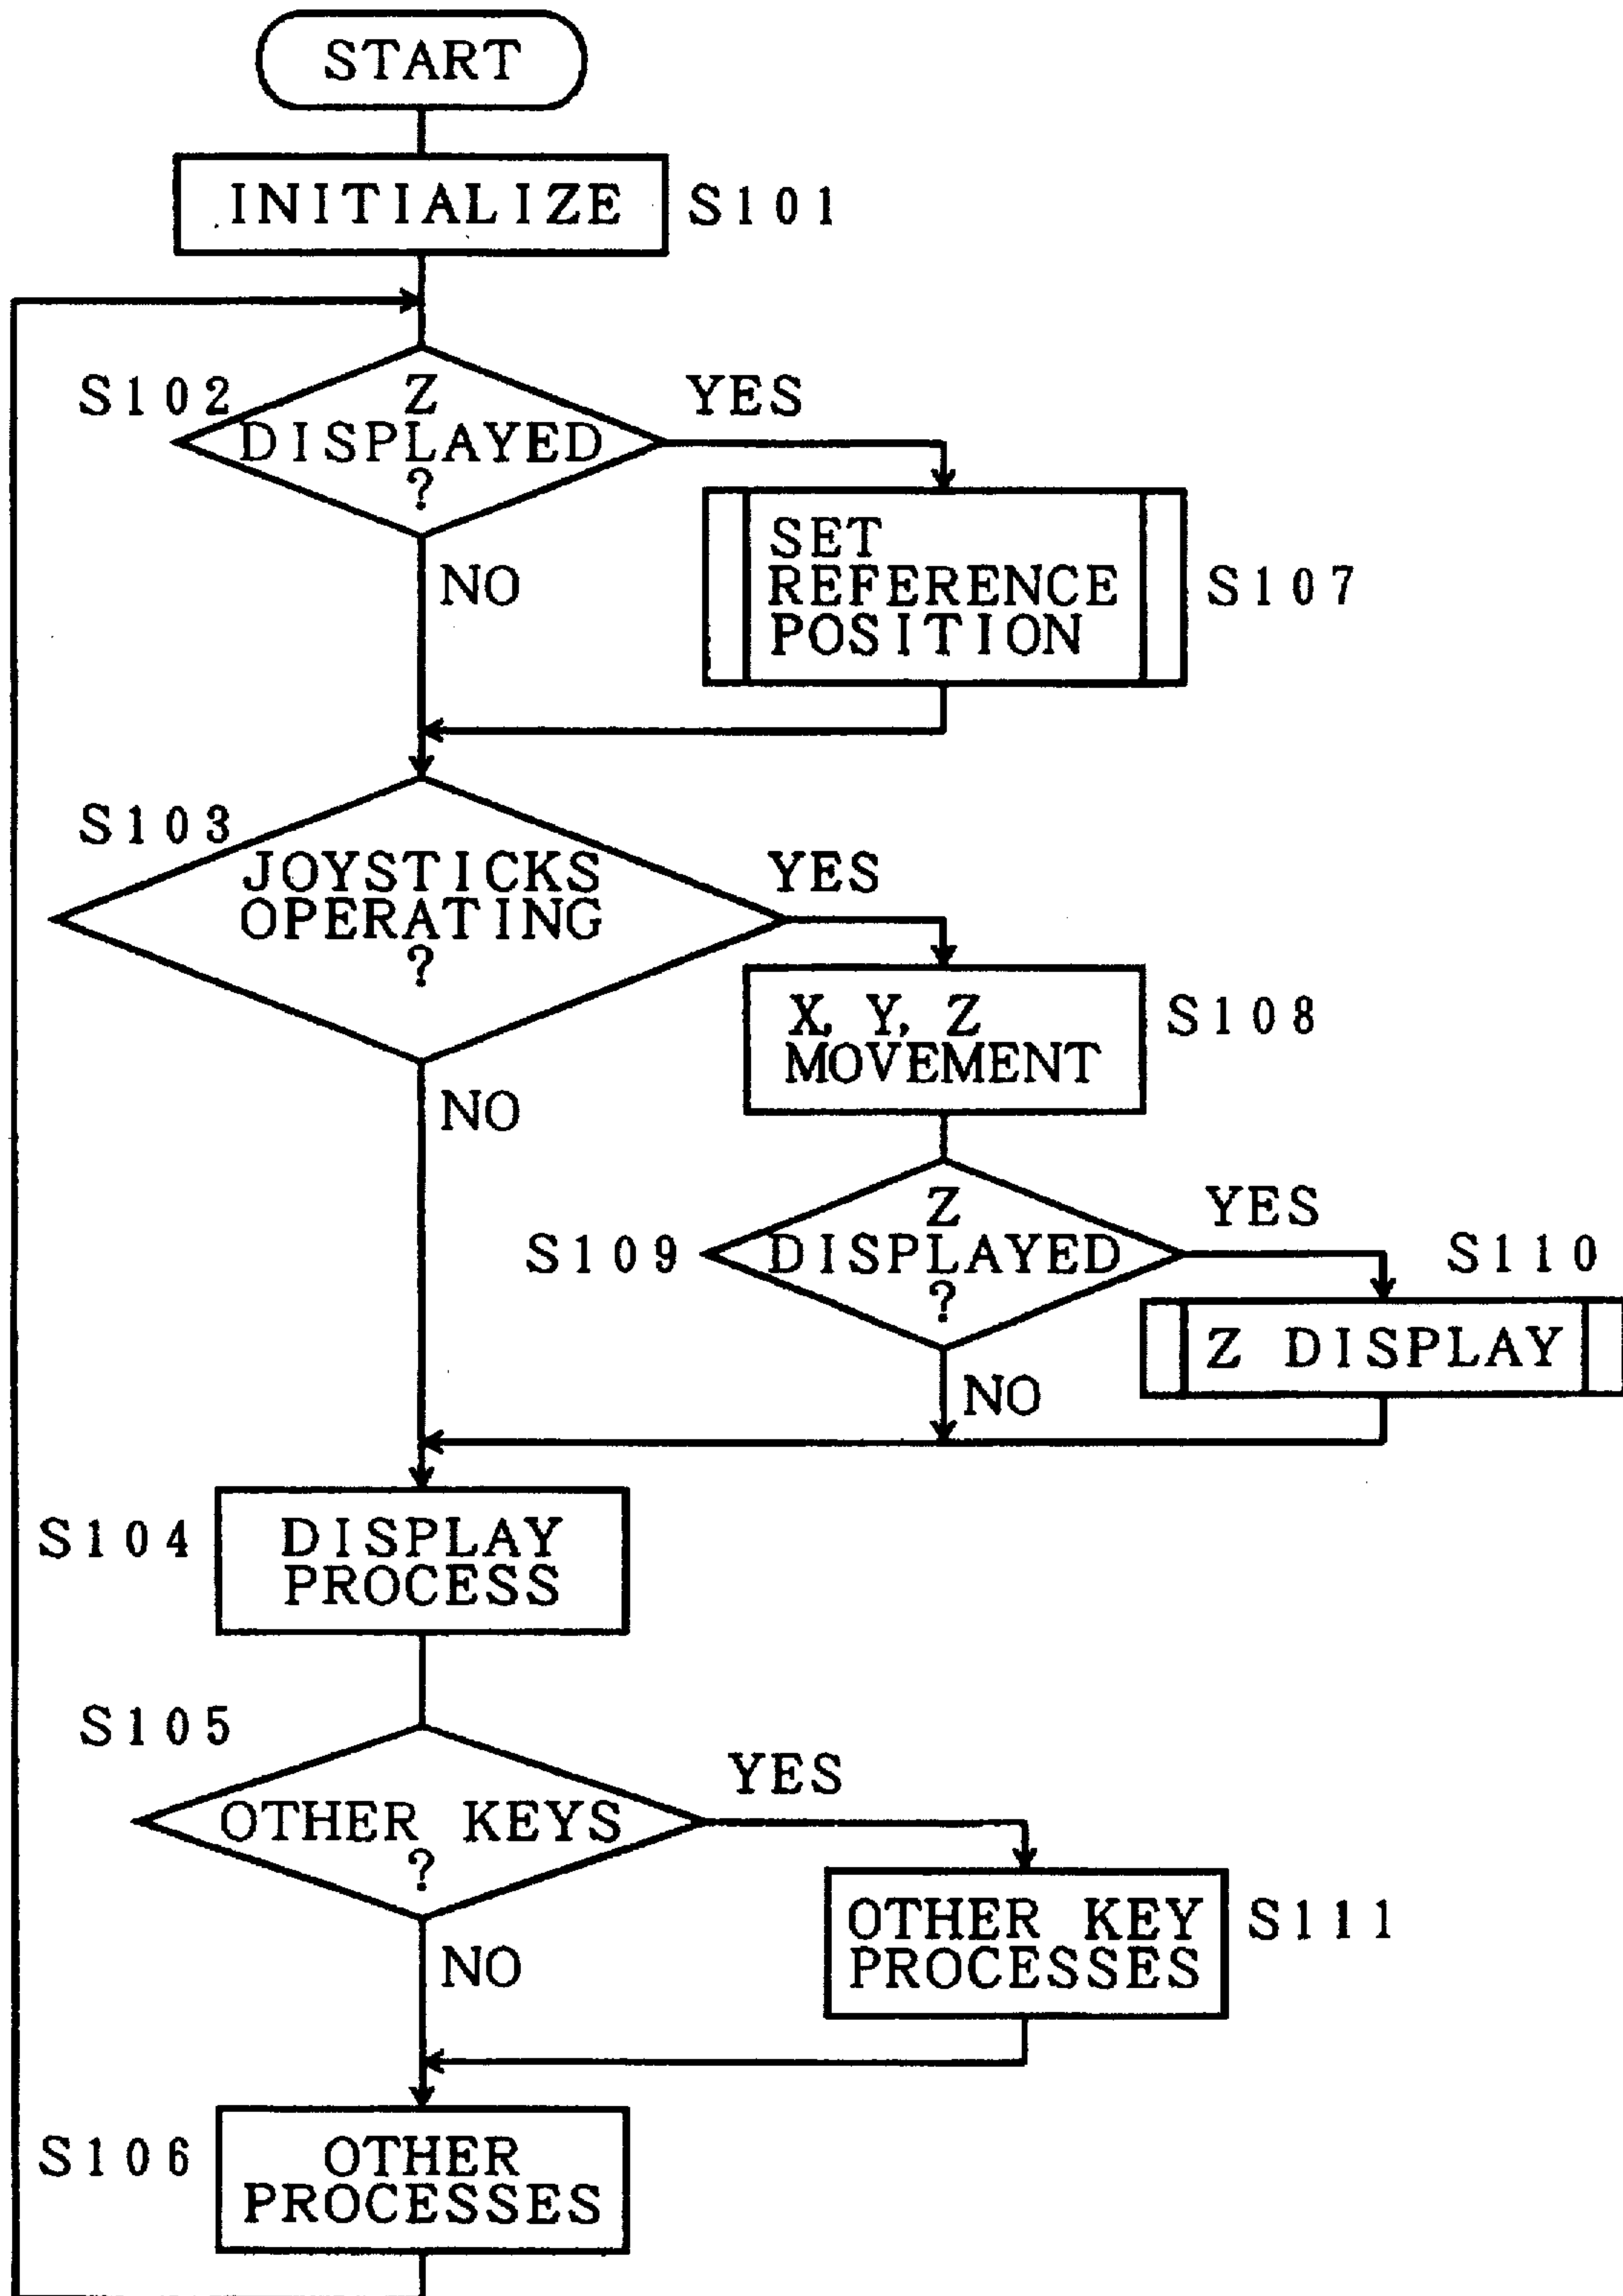 START
INITIALIZE S101
S102
Z
DISPLAYED
?
YES
NO
SET
REFERENCE
POSITION
S107
S103
JOYSTICKS
OPERATING
?
YES
NO
X, Y, Z
MOVEMENT
S108
S109
Z
DISPLAYED
?
YES
NO
S110
Z DISPLAY
S104
DISPLAY
PROCESS
S105
OTHER KEYS
?
YES
NO
OTHER KEY
PROCESSES
S111
S106
OTHER
PROCESSES